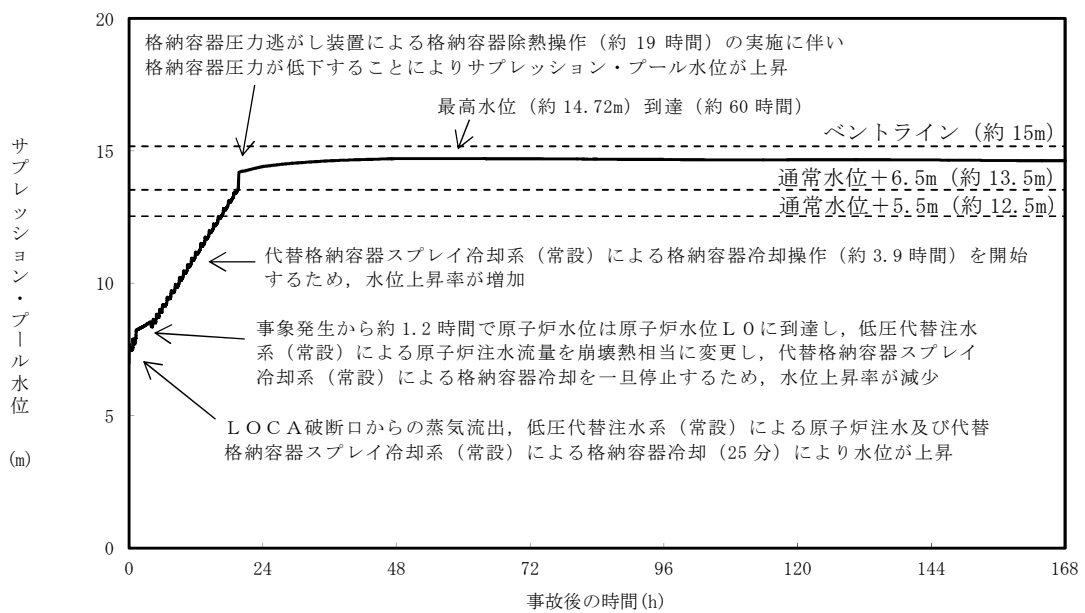 20
格納容器圧力逃がし装置による格納容器除熱操作（約 19 時間）の実施に伴い
格納容器圧力が低下することによりサプレッション・プール水位が上昇
最高水位（約 14.72m）到達（約 60 時間）
ベントライン（約 15m）
15
通常水位＋6.5m（約 13.5m）
通常水位＋5.5m（約 12.5m）
代替格納容器スプレイ冷却系（常設）による格納容器冷却操作（約 3.9 時間）を開始
するため，水位上昇率が増加
10
事象発生から約 1.2 時間で原子炉水位は原子炉水位Ｌ０に到達し，低圧代替注水
系（常設）による原子炉注水流量を崩壊熱相当に変更し，代替格納容器スプレイ
冷却系（常設）による格納容器冷却を一旦停止するため，水位上昇率が減少
5
ＬＯＣＡ破断口からの蒸気流出，低圧代替注水系（常設）による原子炉注水及び代替
格納容器スプレイ冷却系（常設）による格納容器冷却（25 分）により水位が上昇
0
サプレッション・プール水位
(m)
0 24 48 72 96 120 144 168
事故後の時間(h)